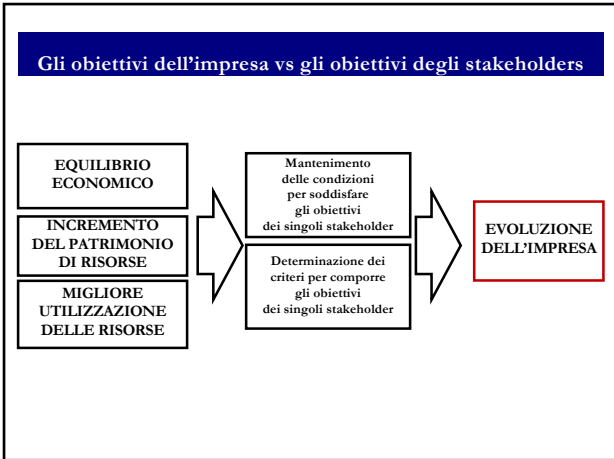 Gli obiettivi dell'impresa vs gli obiettivi degli stakeholders
EQUILIBRIO
ECONOMICO
INCREMENTO
DEL PATRIMONIO
DI RISORSE
MIGLIORE
UTILIZZAZIONE
DELLE RISORSE
Mantenimento
delle condizioni
per soddisfare
gli obiettivi
dei singoli stakeholder
Determinazione dei
criteri per comporre
gli obiettivi
dei singoli stakeholder
EVOLUZIONE
DELL'IMPRESA